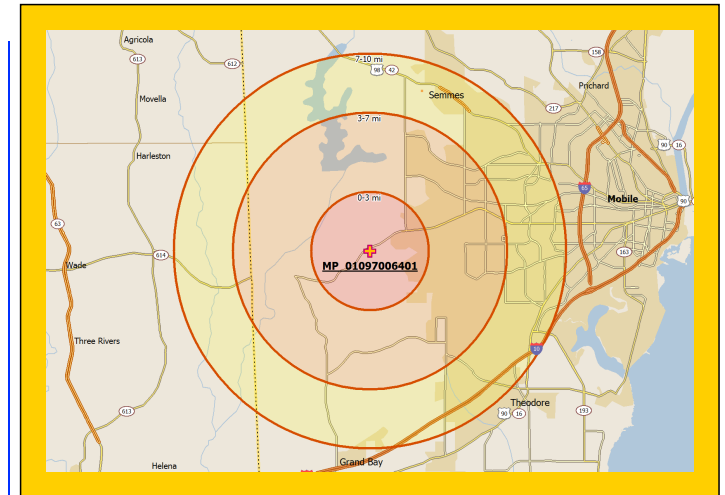 Agricola
613
612
7-10 mi
98 42
158
Movella
Semmes
Prichard
217
3-7 mi
90 16
Harleston
65
0-3 mi
Mobile
90
63
614
163
Wade
MP_01097006401
Three Rivers
10
613
Theodore
90 16
193
Helena
Grand Bay